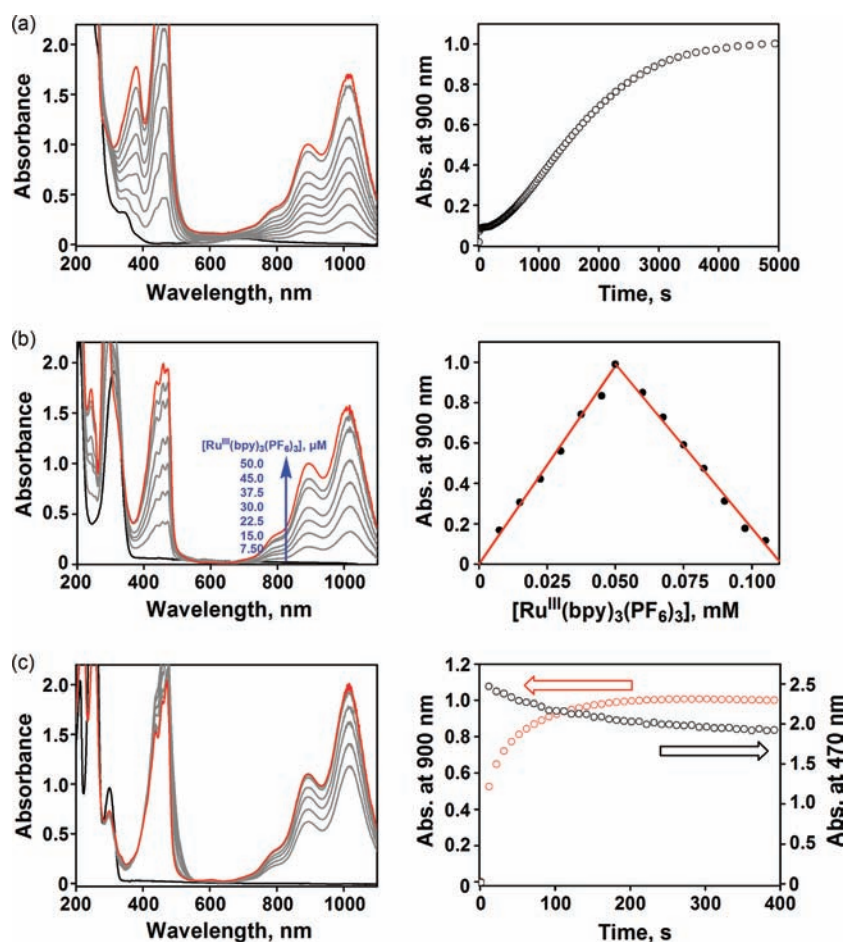 (a)
2.0
1.5
1.0
0.5
0
Absorbance
200 400 600 800 1000
Wavelength, nm
1.0
0.8
0.6
0.4
0.2
0
Abs. at 900 nm
0 1000 2000 3000 4000 5000
Time, s
(b)
2.0
1.5
1.0
0.5
0
Absorbance
[Ru^III(bpy)₃(PF₆)₃], μM
50.0
45.0
37.5
30.0
22.5
15.0
7.50
200 400 600 800 1000
Wavelength, nm
1.0
0.8
0.6
0.4
0.2
0
Abs. at 900 nm
0 0.025 0.050 0.075 0.100
[Ru^III(bpy)₃(PF₆)₃], mM
(c)
2.0
1.5
1.0
0.5
0
Absorbance
200 400 600 800 1000
Wavelength, nm
1.2
1.0
0.8
0.6
0.4
0.2
0
Abs. at 900 nm
2.5
2.0
1.5
1.0
0.5
0
Abs. at 470 nm
0 100 200 300 400
Time, s